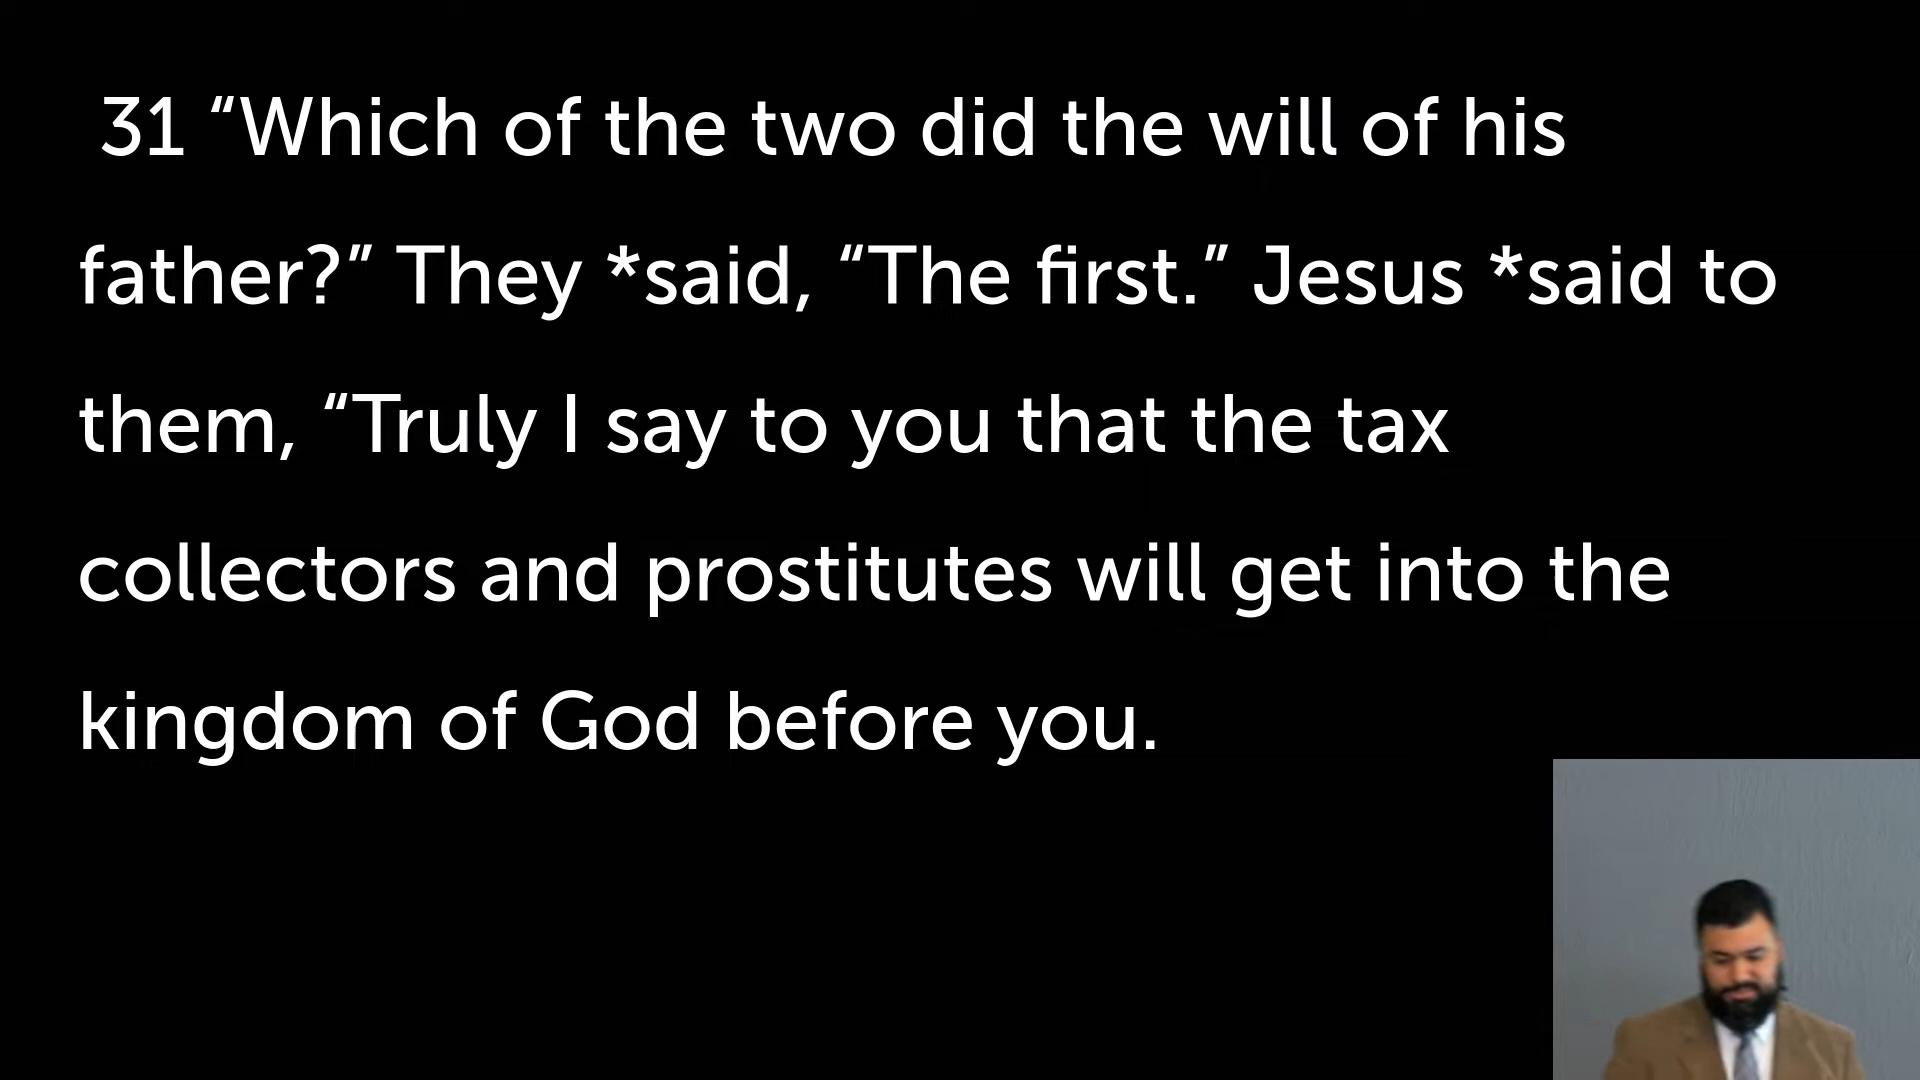 31 “Which of the two did the will of his
father?” They *said, “The first.” Jesus *said to
them, “Truly I say to you that the tax
collectors and prostitutes will get into the
kingdom of God before you.